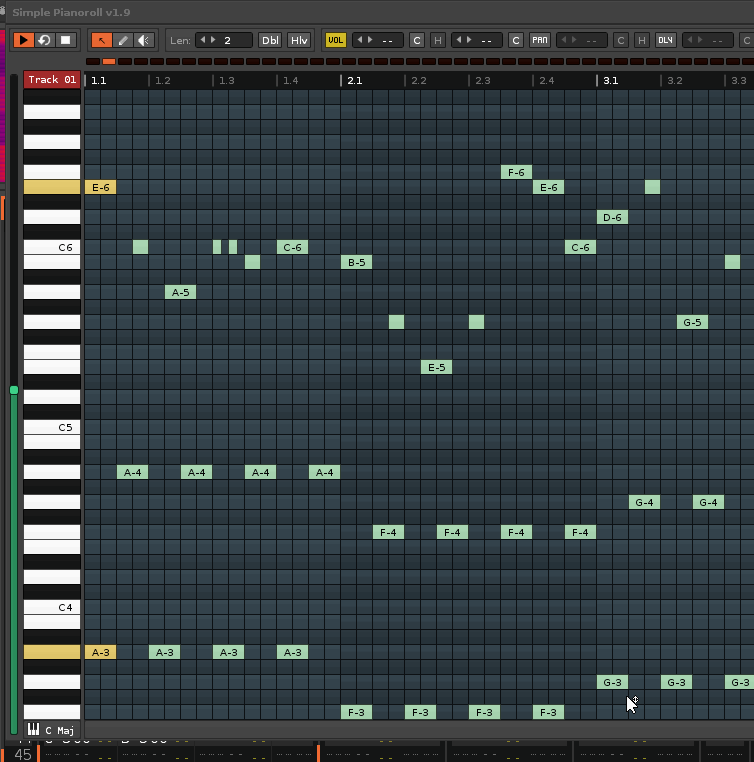 Simple Pianoroll v1.9
Len: 2 Dbl Hlv VOL -- C H -- C PAN -- C H DLY -- C
Track 01 1.1 1.2 1.3 1.4 2.1 2.2 2.3 2.4 3.1 3.2 3.3
F-6
E-6 E-6
D-6
C6 C-6 C-6
B-5
A-5
G-5
E-5
C5
A-4 A-4 A-4 A-4
G-4 G-4
F-4 F-4 F-4 F-4
C4
A-3 A-3 A-3 A-3
G-3 G-3 G-3
F-3 F-3 F-3 F-3
C Maj
45